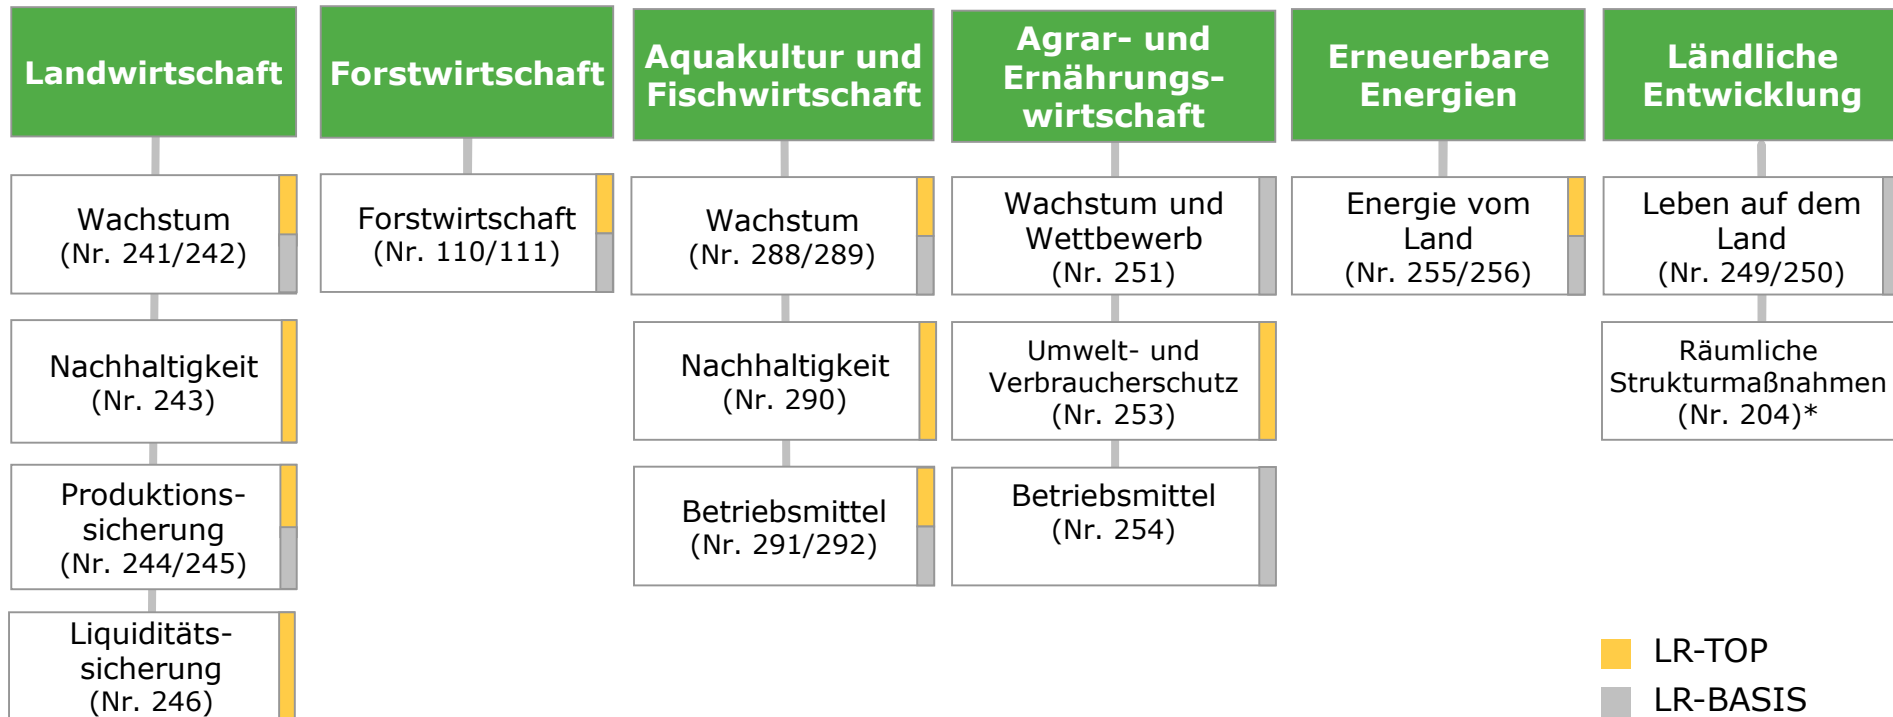 Landwirtschaft
Wachstum
(Nr. 241/242)
Nachhaltigkeit
(Nr. 243)
Produktions-
sicherung
(Nr. 244/245)
Liquiditäts-
sicherung
(Nr. 246)
Forstwirtschaft
Forstwirtschaft
(Nr. 110/111)
Aquakultur und
Fischwirtschaft
Wachstum
(Nr. 288/289)
Nachhaltigkeit
(Nr. 290)
Betriebsmittel
(Nr. 291/292)
Agrar- und
Ernährungs-
wirtschaft
Wachstum und
Wettbewerb
(Nr. 251)
Umwelt- und
Verbraucherschutz
(Nr. 253)
Betriebsmittel
(Nr. 254)
Erneuerbare
Energien
Energie vom
Land
(Nr. 255/256)
Ländliche
Entwicklung
Leben auf dem
Land
(Nr. 249/250)
Räumliche
Strukturmaßnahmen
(Nr. 204)*
LR-TOP
LR-BASIS